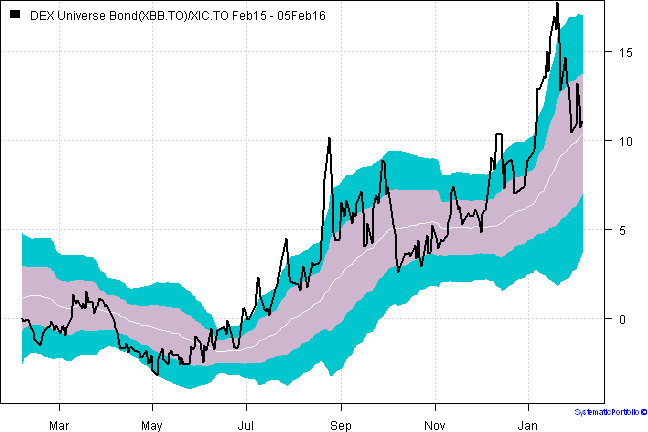 DEX Universe Bond(XBB.TO)/XIC.TO Feb15 - 05Feb16
15
10
5
0
Mar May Jul Sep Nov Jan
SystematicPortfolio ©